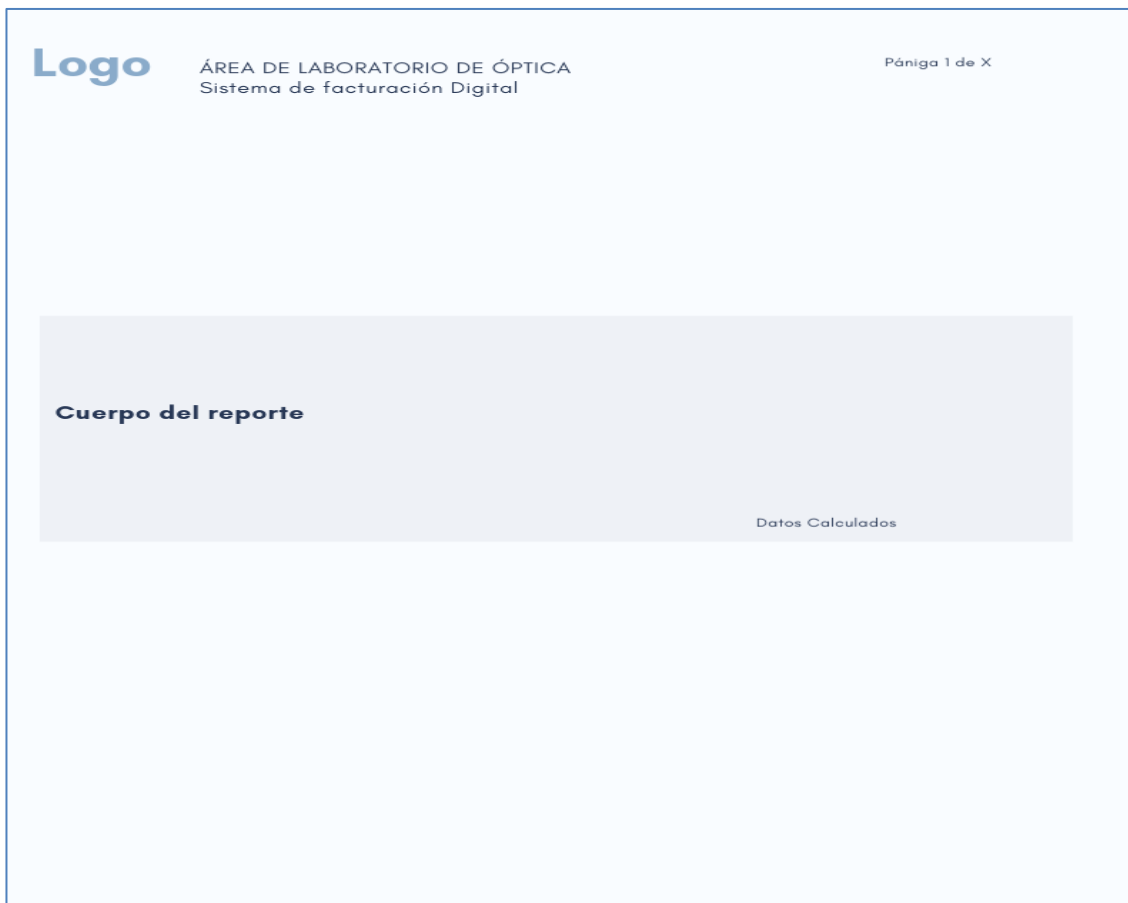 Logo
ÁREA DE LABORATORIO DE ÓPTICA
Sistema de facturación Digital
Pániga 1 de X
Cuerpo del reporte
Datos Calculados